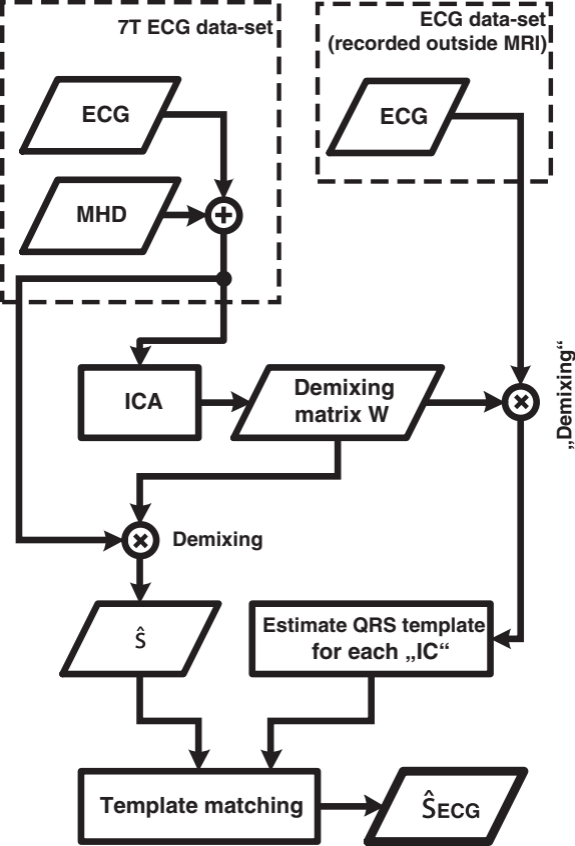 7T ECG data-set
ECG data-set
(recorded outside MRI)
ECG
ECG
MHD
+
ICA
Demixing
matrix W
×
„Demixing“
×
Demixing
Ŝ
Estimate QRS template
for each „IC“
Template matching
ŜECG